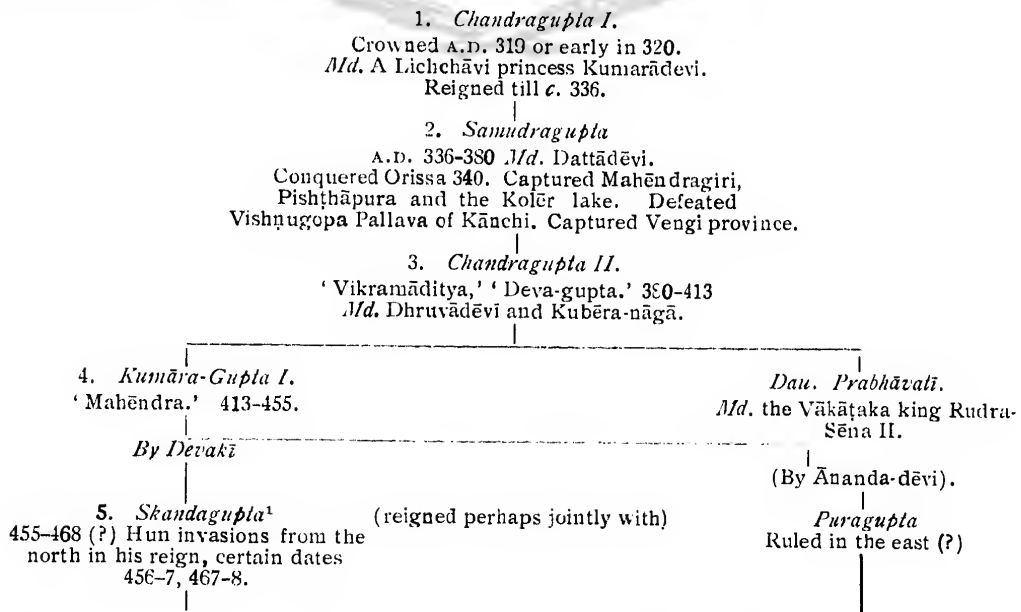 1. Chandragupta I.
Crowned A.D. 319 or early in 320.
Md. A Lichchāvi princess Kumarādevi.
Reigned till c. 336.
2. Samudragupta
A.D. 336-380 Md. Dattādēvi.
Conquered Orissa 340. Captured Mahēndragiri,
Pishṭhāpura and the Kolēr lake. Defeated
Vishṇugopa Pallava of Kānchi. Captured Vengi province.
3. Chandragupta II.
‘Vikramāditya,’ ‘Deva-gupta.’ 380-413
Md. Dhruvādēvī and Kubēra-nāgā.
4. Kumāra-Gupta I.
‘Mahēndra.’ 413-455.
Dau. Prabhāvatī.
Md. the Vākāṭaka king Rudra-
Sēna II.
By Devakī
(By Ānanda-dēvi).
5. Skandagupta¹
455-468 (?) Hun invasions from the
north in his reign, certain dates
456-7, 467-8.
(reigned perhaps jointly with)
Puragupta
Ruled in the east (?)